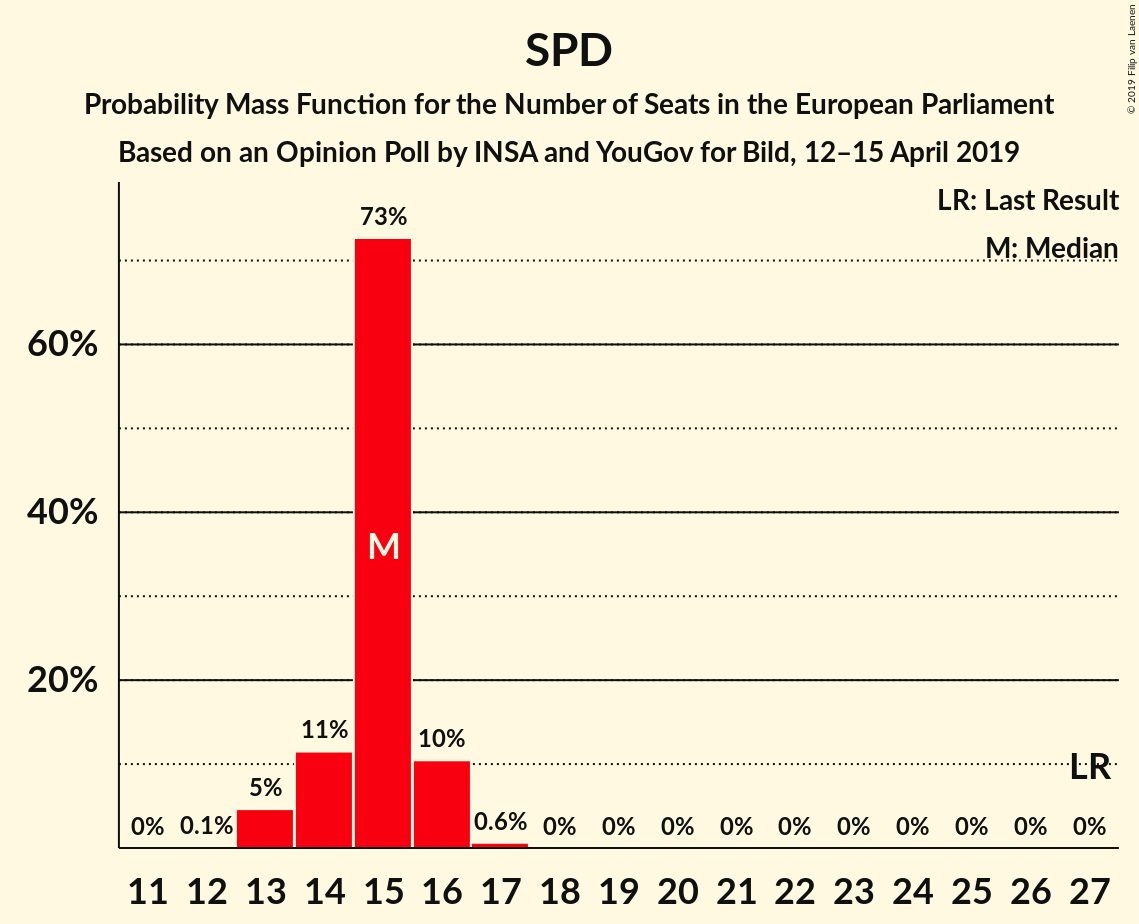 SPD
Probability Mass Function for the Number of Seats in the European Parliament
Based on an Opinion Poll by INSA and YouGov for Bild, 12–15 April 2019
© 2019 Filip van Laenen
LR: Last Result
M: Median
73%
60%
40%
M
20%
11%
10%
LR
5%
0% 0.1% 0.6% 0% 0% 0% 0% 0% 0% 0% 0% 0% 0%
11 12 13 14 15 16 17 18 19 20 21 22 23 24 25 26 27